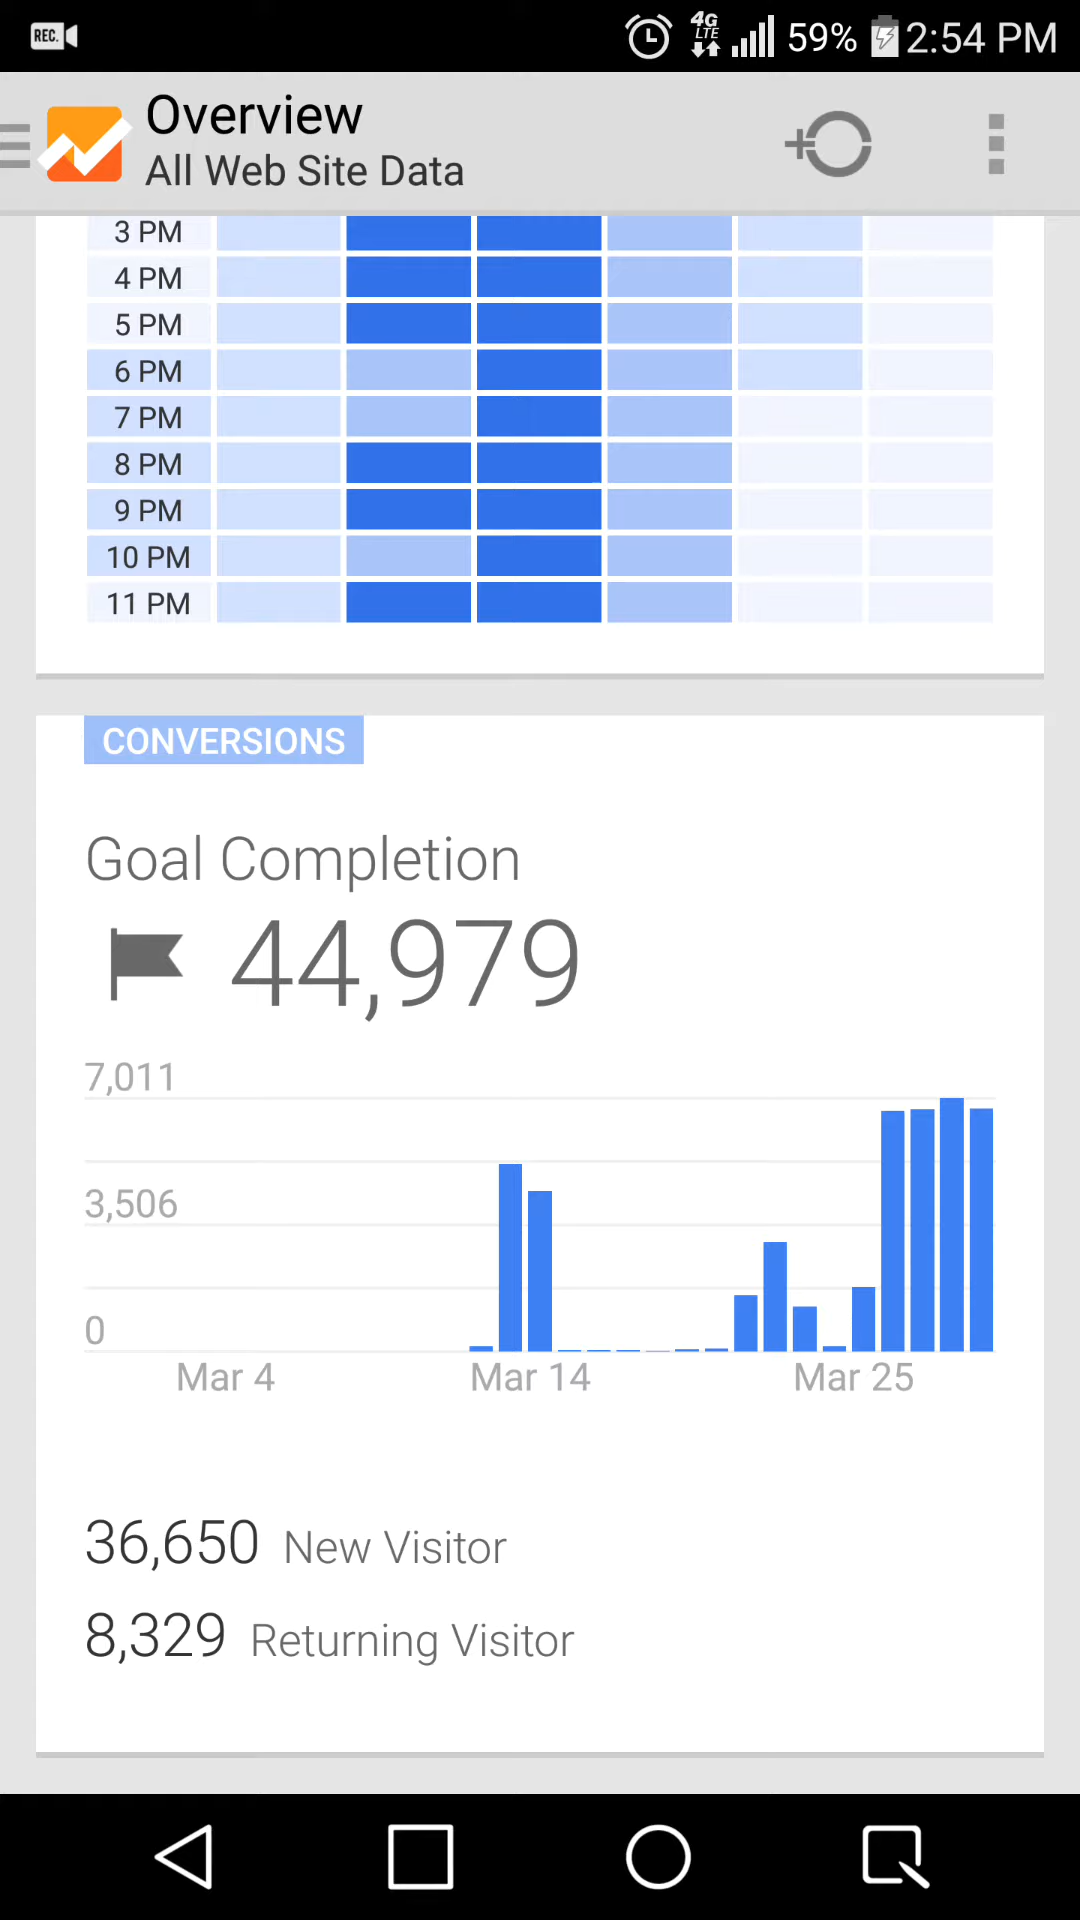 REC. 4G LTE 59% 2:54 PM
Overview
All Web Site Data
3 PM
4 PM
5 PM
6 PM
7 PM
8 PM
9 PM
10 PM
11 PM
CONVERSIONS
Goal Completion
44,979
7,011
3,506
0
Mar 4 Mar 14 Mar 25
36,650 New Visitor
8,329 Returning Visitor